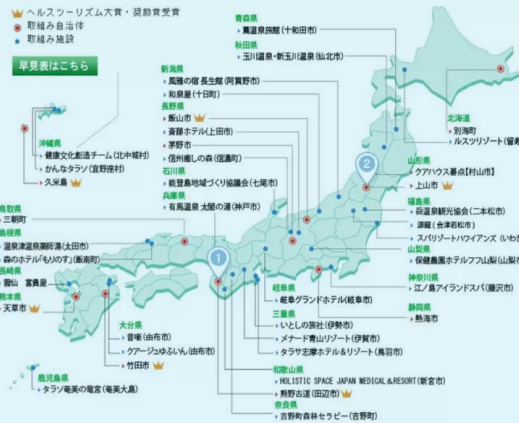 ヘルスツーリズム大賞・奨励賞受賞
取組み自治体
取組み施設
早見表はこちら
青森県
蔦温泉旅館(十和田市)
秋田県
玉川温泉・新玉川温泉(仙北市)
新潟県
風雅の宿 長生館(阿賀野市)
和泉屋(十日町)
長野県
飯山市
斎藤ホテル(上田市)
茅野市
信州癒しの森(信濃町)
石川県
能登島地域づくり協議会(七尾市)
兵庫県
有馬温泉 太閤の湯(神戸市)
北海道
別海町
ルスツリゾート(留寿
沖縄県
健康文化創造チーム(北中城村)
かんなタラソ(宜野座村)
久米島
山形県
クアハウス碁点[村山市]
上山市
福島県
岳温泉観光協会(二本松市)
(会津若松市)
スパリゾートハワイアンズ(いわき
山梨県
保健農園ホテルフフ山梨(山梨市
神奈川県
江ノ島アイランドスパ(藤沢市)
静岡県
熱海市
鳥取県
三朝町
島根県
温泉津温泉薬師湯(太田市)
森のホテル「もりのす」(飯南町)
長崎県
雲仙 富貴屋
熊本県
天草市
大分県
昔噺(由布市)
クアージュゆふいん(由布市)
竹田市
鹿児島県
タラソ奄美の竜宮(奄美大島)
岐阜県
岐阜グランドホテル(岐阜市)
三重県
いとしの旅社(伊勢市)
メナード青山リゾート(伊賀市)
タラサ志摩ホテル&リゾート(鳥羽市)
和歌山県
HOLISTIC SPACE JAPAN MEDICAL&RESORT(新宮市)
熊野古道(田辺市)
奈良県
吉野町森林セラピー(吉野町)
1
2